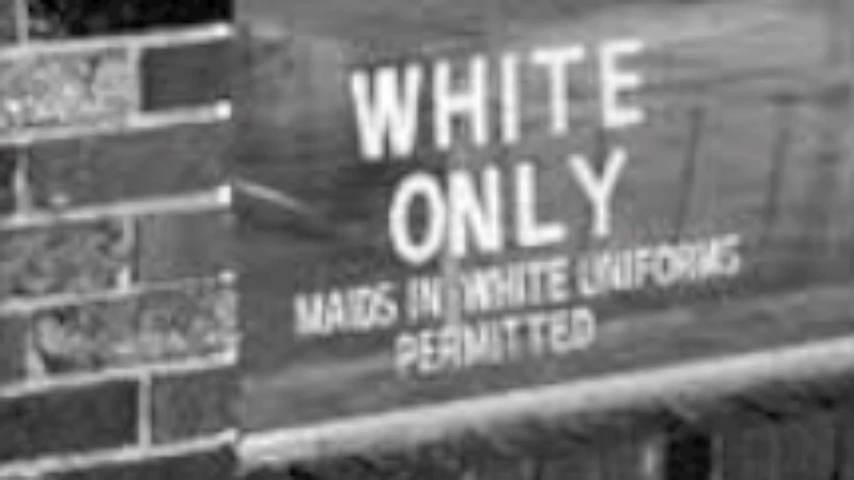 WHITE
ONLY
MAIDS IN WHITE UNIFORMS
PERMITTED